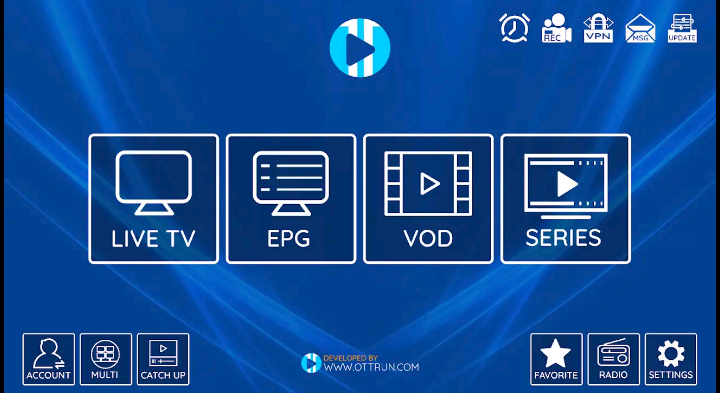 REC
VPN
MSG
UPDATE
LIVE TV
EPG
VOD
SERIES
ACCOUNT
MULTI
CATCH UP
DEVELOPED BY
WWW.OTTRUN.COM
FAVORITE
RADIO
SETTINGS